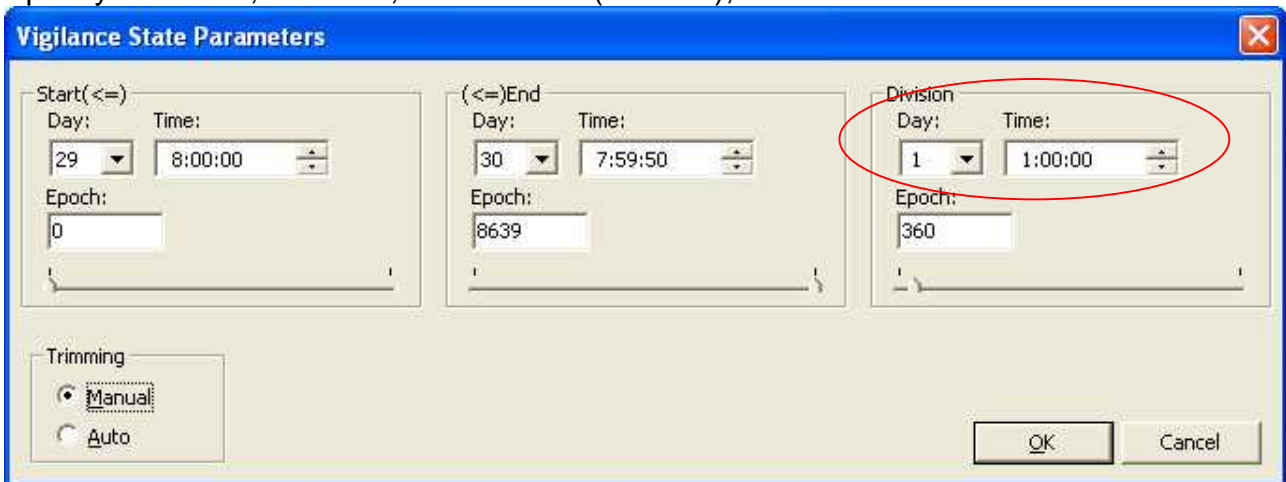 Vigilance State Parameters
Start(<=)
Day: Time:
29 8:00:00
Epoch:
0
(<=)End
Day: Time:
30 7:59:50
Epoch:
8639
Division
Day: Time:
1 1:00:00
Epoch:
360
Trimming
Manual
Auto
OK Cancel